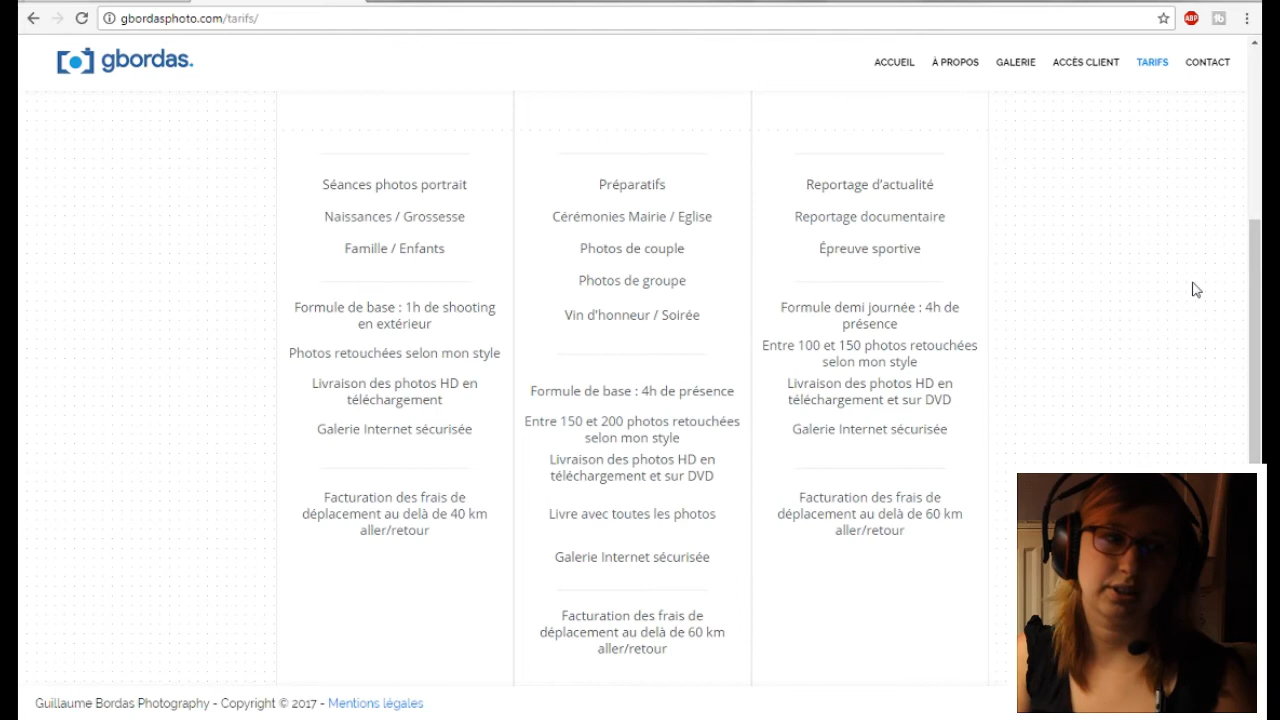 gbordasphoto.com/tarifs/
ABP
gbordas.
ACCUEIL
À PROPOS
GALERIE
ACCÈS CLIENT
TARIFS
CONTACT
Séances photos portrait
Naissances / Grossesse
Famille / Enfants
Formule de base : 1h de shooting
en extérieur
Photos retouchées selon mon style
Livraison des photos HD en
téléchargement
Galerie Internet sécurisée
Facturation des frais de
déplacement au delà de 40 km
aller/retour
Préparatifs
Cérémonies Mairie / Eglise
Photos de couple
Photos de groupe
Vin d'honneur / Soirée
Formule de base : 4h de présence
Entre 150 et 200 photos retouchées
selon mon style
Livraison des photos HD en
téléchargement et sur DVD
Livre avec toutes les photos
Galerie Internet sécurisée
Facturation des frais de
déplacement au delà de 60 km
aller/retour
Reportage d'actualité
Reportage documentaire
Épreuve sportive
Formule demi journée : 4h de
présence
Entre 100 et 150 photos retouchées
selon mon style
Livraison des photos HD en
téléchargement et sur DVD
Galerie Internet sécurisée
Facturation des frais de
déplacement au delà de 60 km
aller/retour
Guillaume Bordas Photography - Copyright © 2017 - Mentions légales